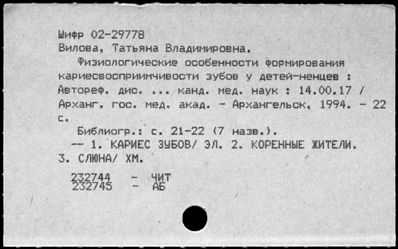 Шифр 02-29778
Вилова, Татьяна Владимировна.
Физиологические особенности формирования
кариесвосприимчивости зубов у детей-ненцев :
Автореф. дис. ... канд. мед. наук : 14.00.17 /
Арханг. гос. мед. акад. - Архангельск, 1994. - 22
с.
Библиогр.: с. 21-22 (7 назв.).
-- 1. КАРИЕС ЗУБОВ/ ЭЛ. 2. КОРЕННЫЕ ЖИТЕЛИ.
3. СЛЮНА/ ХМ.
232744 - ЧИТ
232745 - АБ